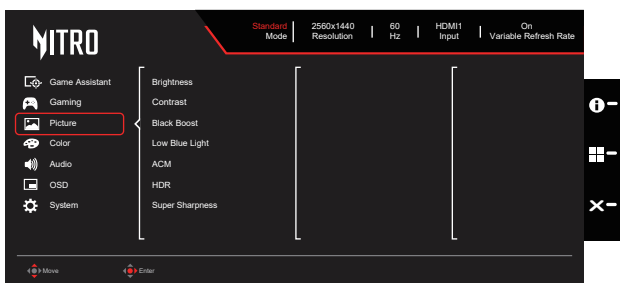 NITRO
Standard 2560x1440 60 HDMI1 On
Mode Resolution Hz Input Variable Refresh Rate
Game Assistant Brightness
Gaming Contrast
Picture Black Boost
Color Low Blue Light
Audio ACM
OSD HDR
System Super Sharpness
Move Enter